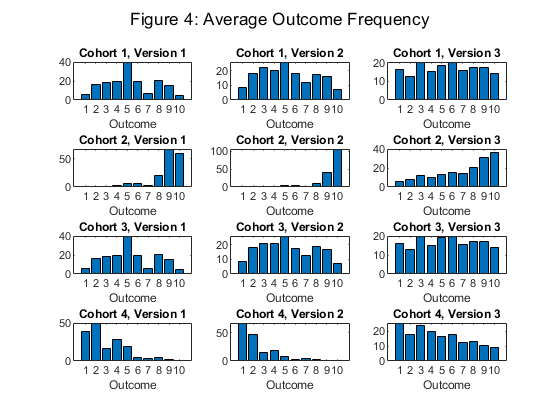 Figure 4: Average Outcome Frequency
Cohort 1, Version 1
40
20
0
1 2 3 4 5 6 7 8 9 10
Outcome
Cohort 1, Version 2
20
10
0
1 2 3 4 5 6 7 8 9 10
Outcome
Cohort 1, Version 3
20
10
0
1 2 3 4 5 6 7 8 9 10
Outcome
Cohort 2, Version 1
50
0
1 2 3 4 5 6 7 8 9 10
Outcome
Cohort 2, Version 2
100
50
0
1 2 3 4 5 6 7 8 9 10
Outcome
Cohort 2, Version 3
40
20
0
1 2 3 4 5 6 7 8 9 10
Outcome
Cohort 3, Version 1
40
20
0
1 2 3 4 5 6 7 8 9 10
Outcome
Cohort 3, Version 2
20
10
0
1 2 3 4 5 6 7 8 9 10
Outcome
Cohort 3, Version 3
20
10
0
1 2 3 4 5 6 7 8 9 10
Outcome
Cohort 4, Version 1
50
0
1 2 3 4 5 6 7 8 9 10
Outcome
Cohort 4, Version 2
50
0
1 2 3 4 5 6 7 8 9 10
Outcome
Cohort 4, Version 3
20
10
0
1 2 3 4 5 6 7 8 9 10
Outcome